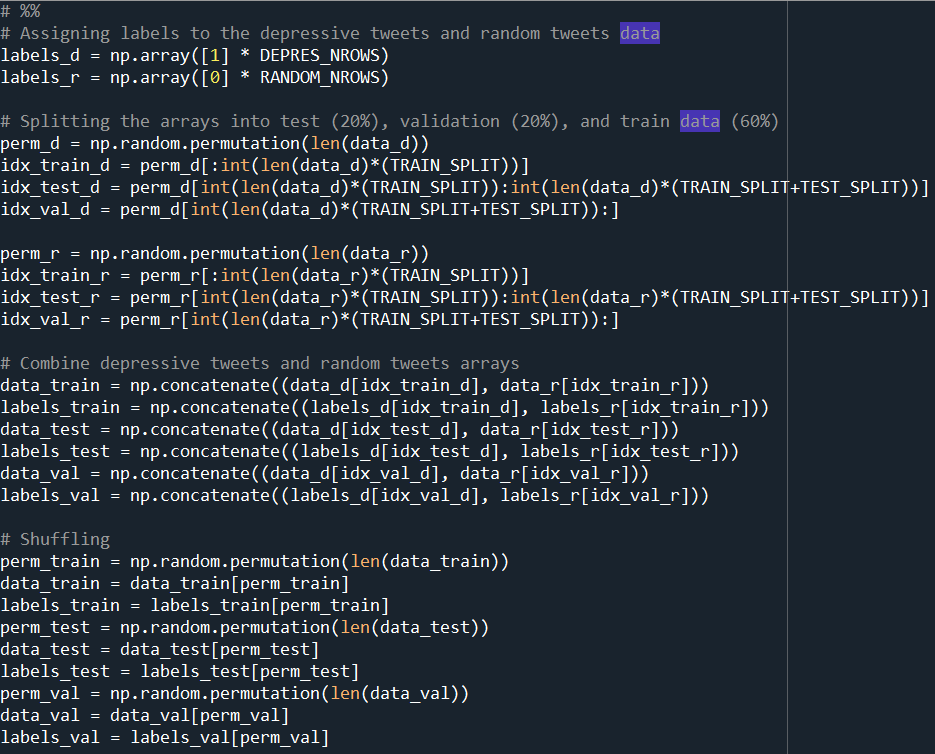 # %%
# Assigning labels to the depressive tweets and random tweets data
labels_d = np.array([1] * DEPRES_NROWS)
labels_r = np.array([0] * RANDOM_NROWS)
# Splitting the arrays into test (20%), validation (20%), and train data (60%)
perm_d = np.random.permutation(len(data_d))
idx_train_d = perm_d[:int(len(data_d)*(TRAIN_SPLIT))]
idx_test_d = perm_d[int(len(data_d)*(TRAIN_SPLIT)):int(len(data_d)*(TRAIN_SPLIT+TEST_SPLIT))]
idx_val_d = perm_d[int(len(data_d)*(TRAIN_SPLIT+TEST_SPLIT)):]
perm_r = np.random.permutation(len(data_r))
idx_train_r = perm_r[:int(len(data_r)*(TRAIN_SPLIT))]
idx_test_r = perm_r[int(len(data_r)*(TRAIN_SPLIT)):int(len(data_r)*(TRAIN_SPLIT+TEST_SPLIT))]
idx_val_r = perm_r[int(len(data_r)*(TRAIN_SPLIT+TEST_SPLIT)):]
# Combine depressive tweets and random tweets arrays
data_train = np.concatenate((data_d[idx_train_d], data_r[idx_train_r]))
labels_train = np.concatenate((labels_d[idx_train_d], labels_r[idx_train_r]))
data_test = np.concatenate((data_d[idx_test_d], data_r[idx_test_r]))
labels_test = np.concatenate((labels_d[idx_test_d], labels_r[idx_test_r]))
data_val = np.concatenate((data_d[idx_val_d], data_r[idx_val_r]))
labels_val = np.concatenate((labels_d[idx_val_d], labels_r[idx_val_r]))
# Shuffling
perm_train = np.random.permutation(len(data_train))
data_train = data_train[perm_train]
labels_train = labels_train[perm_train]
perm_test = np.random.permutation(len(data_test))
data_test = data_test[perm_test]
labels_test = labels_test[perm_test]
perm_val = np.random.permutation(len(data_val))
data_val = data_val[perm_val]
labels_val = labels_val[perm_val]